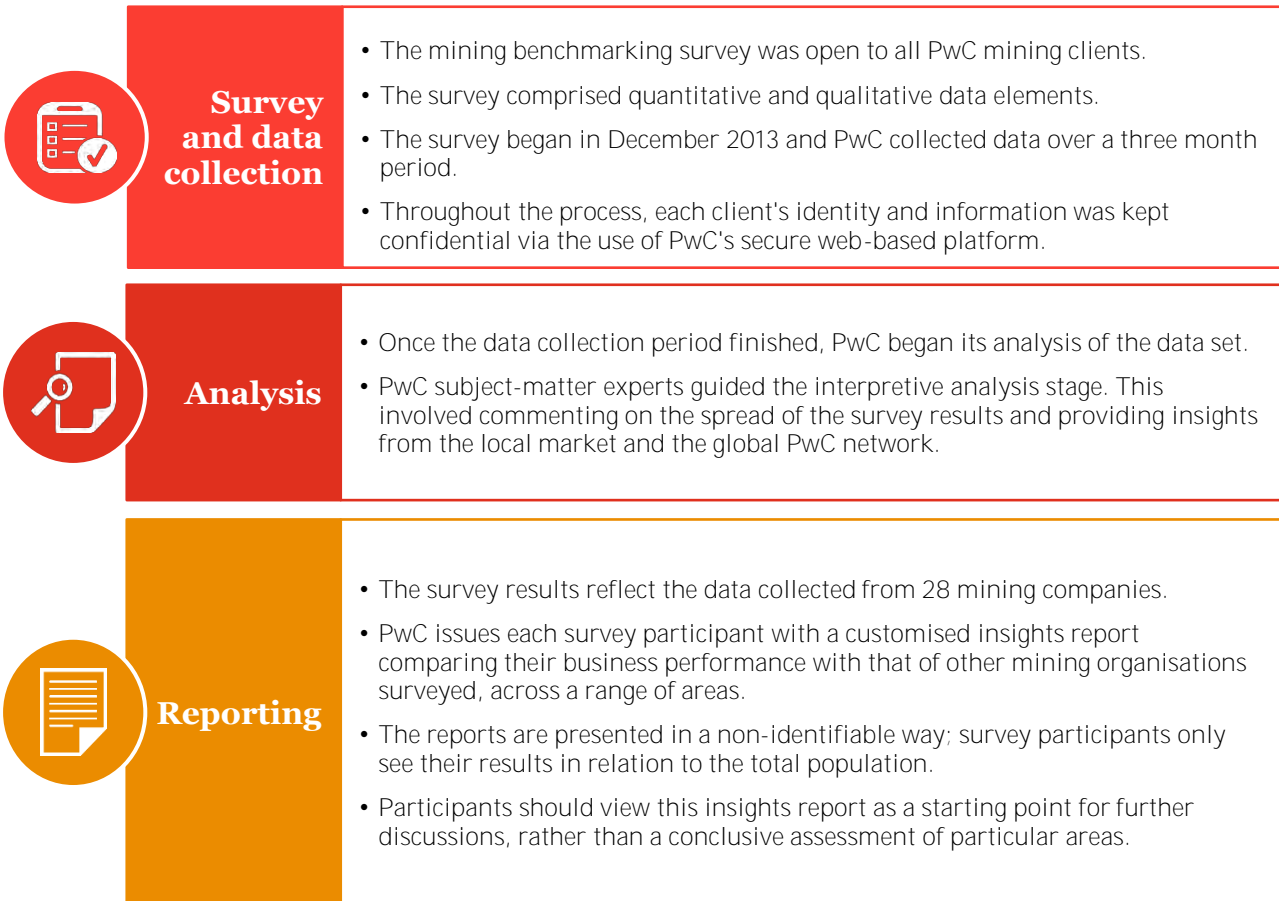 Survey
and data
collection
• The mining benchmarking survey was open to all PwC mining clients.
• The survey comprised quantitative and qualitative data elements.
• The survey began in December 2013 and PwC collected data over a three month
period.
• Throughout the process, each client's identity and information was kept
confidential via the use of PwC's secure web-based platform.
Analysis
• Once the data collection period finished, PwC began its analysis of the data set.
• PwC subject-matter experts guided the interpretive analysis stage. This
involved commenting on the spread of the survey results and providing insights
from the local market and the global PwC network.
Reporting
• The survey results reflect the data collected from 28 mining companies.
• PwC issues each survey participant with a customised insights report
comparing their business performance with that of other mining organisations
surveyed, across a range of areas.
• The reports are presented in a non-identifiable way; survey participants only
see their results in relation to the total population.
• Participants should view this insights report as a starting point for further
discussions, rather than a conclusive assessment of particular areas.